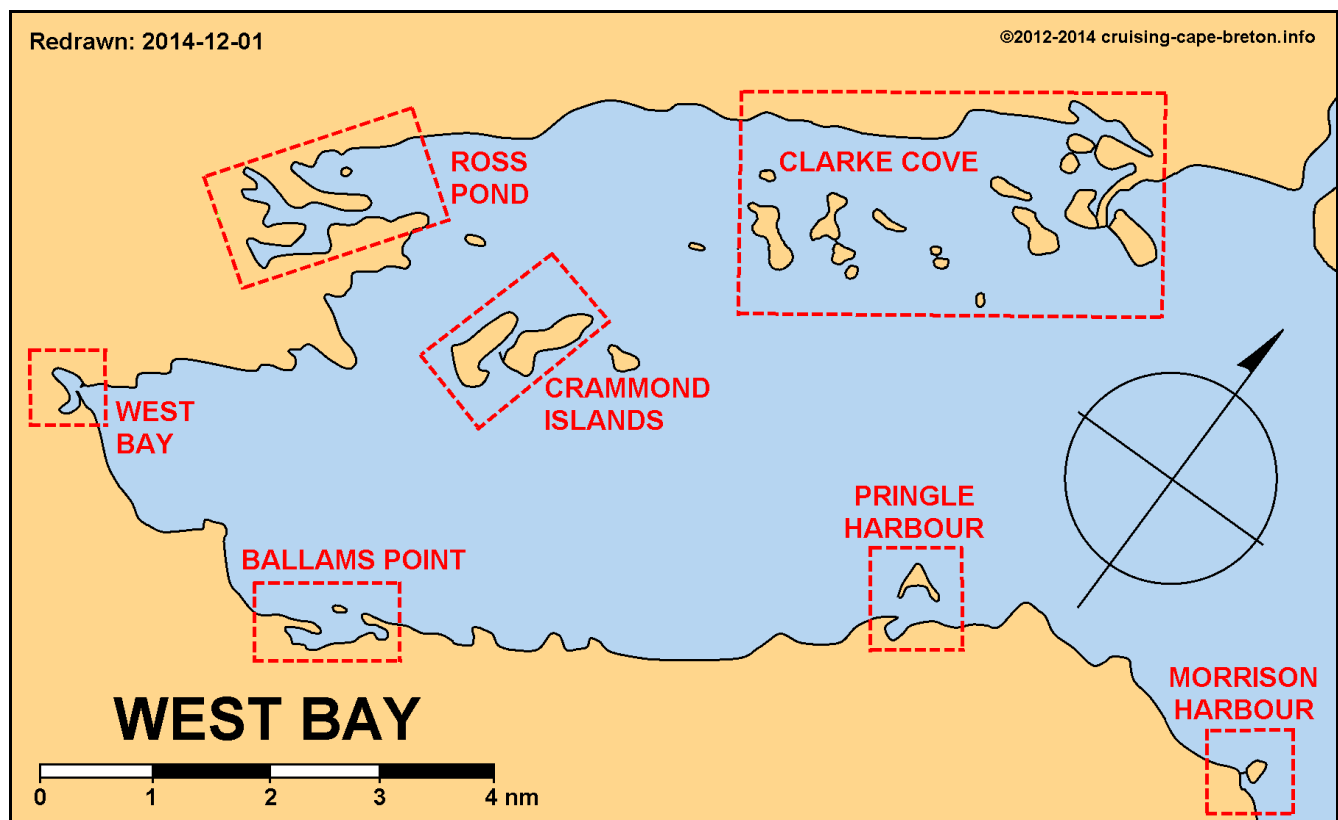 Redrawn: 2014-12-01
©2012-2014 cruising-cape-breton.info
ROSS
POND
CLARKE COVE
CRAMMOND
ISLANDS
WEST
BAY
PRINGLE
HARBOUR
BALLAMS POINT
MORRISON
HARBOUR
WEST BAY
0 1 2 3 4 nm